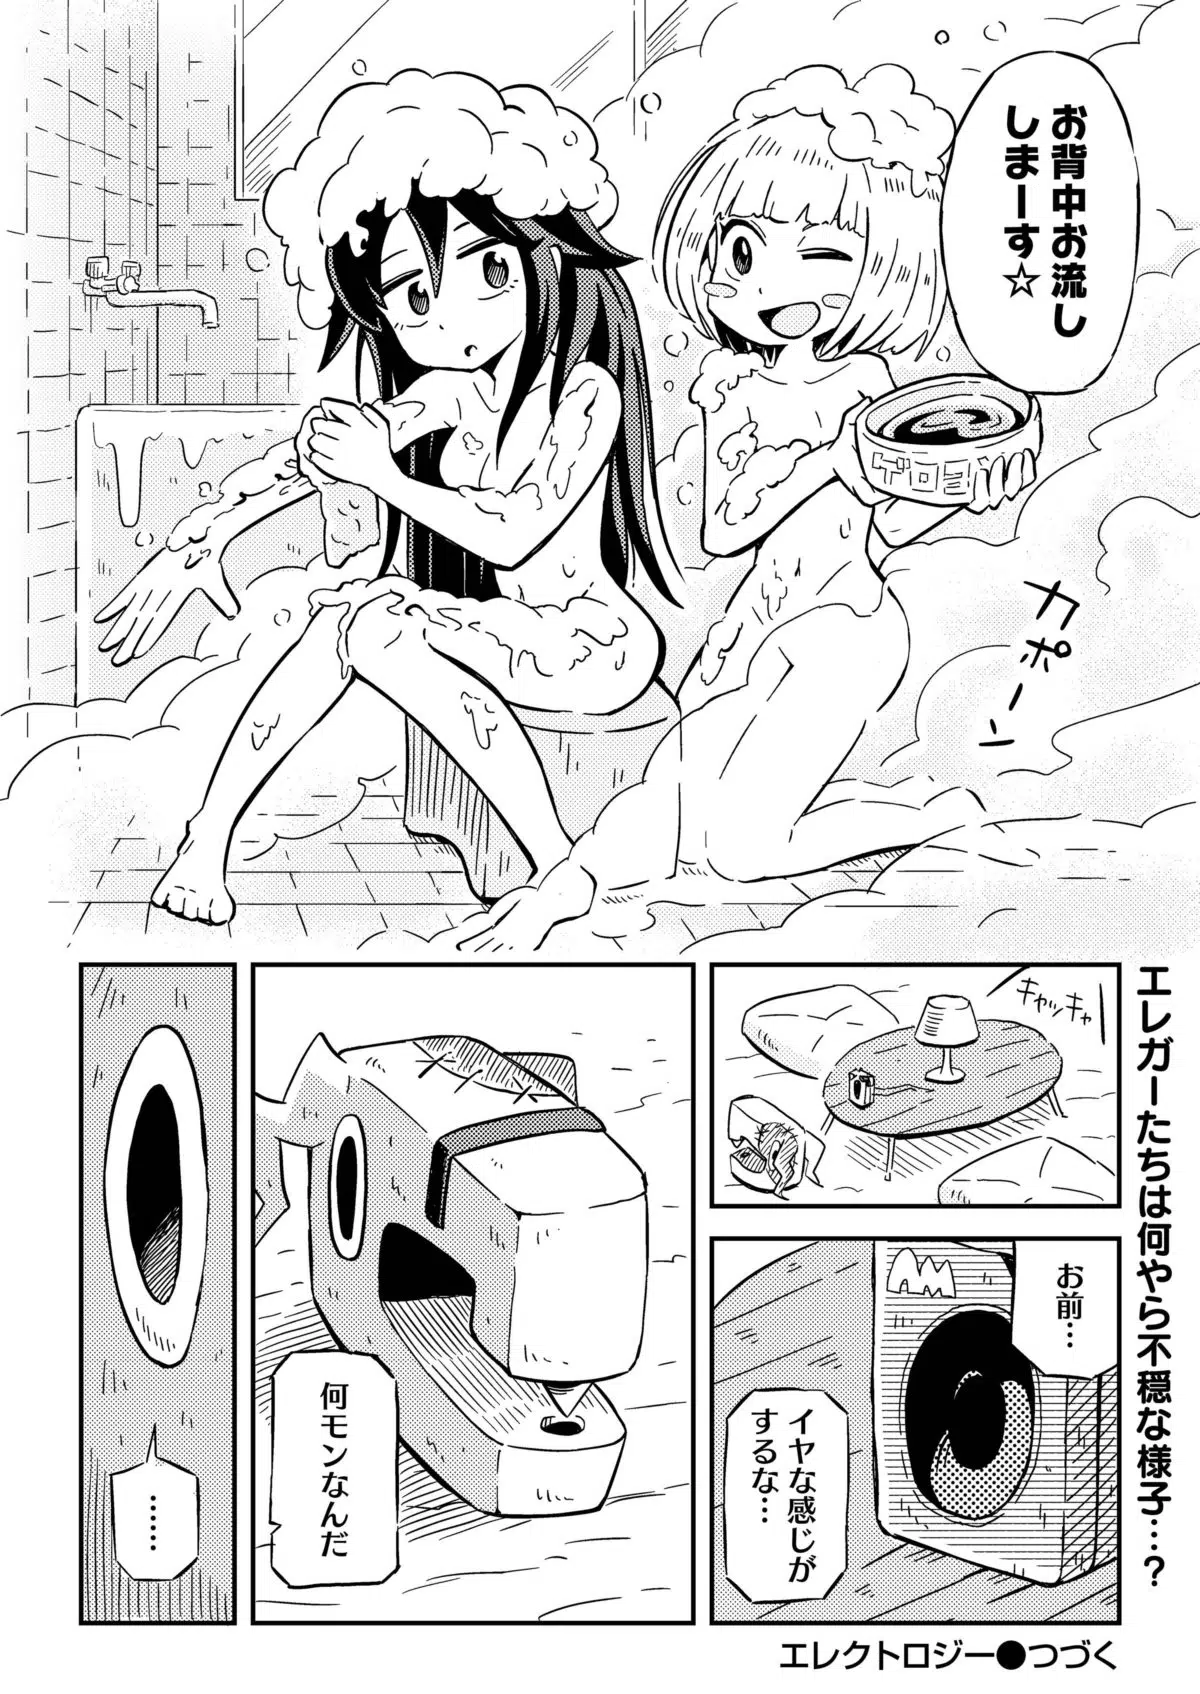 お背中お流し
しまーす☆
ゲロヨ
カポーン
キャッキャ
お前…
イヤな感じが
するな…
AM
何モンなんだ
……
エレガーたちは何やら不穏な様子……?
エレクトロジー●つづく